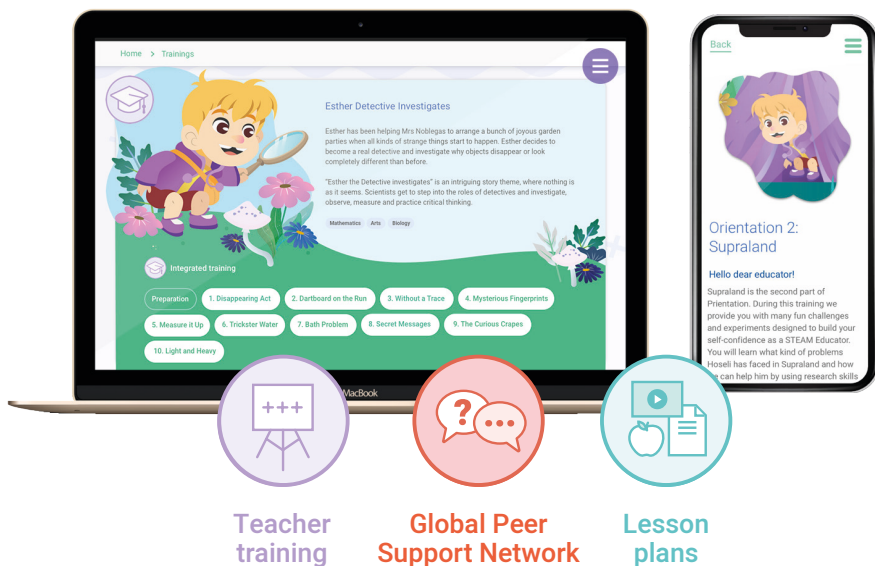 Home > Trainings
Esther Detective Investigates
Esther has been helping Mrs Noblegas to arrange a bunch of joyous garden
parties when all kinds of strange things start to happen. Esther decides to
become a real detective and investigate why objects disappear or look
completely different than before.
"Esther the Detective investigates" is an intriguing story theme, where nothing is
as it seems. Scientists get to step into the roles of detectives and investigate,
observe, measure and practice critical thinking.
Mathematics Arts Biology
Integrated training
Preparation 1. Disappearing Act 2. Dartboard on the Run 3. Without a Trace 4. Mysterious Fingerprints
5. Measure it Up 6. Trickster Water 7. Bath Problem 8. Secret Messages 9. The Curious Crapes
10. Light and Heavy
MacBook
Back
Orientation 2:
Supraland
Hello dear educator!
Supraland is the second part of
Prientation. During this training we
provide you with many fun challenges
and experiments designed to build your
self-confidence as a STEAM Educator.
You will learn what kind of problems
Hoseli has faced in Supraland and how
we can help him by using research skills
+++
?
Teacher
training
Global Peer
Support Network
Lesson
plans